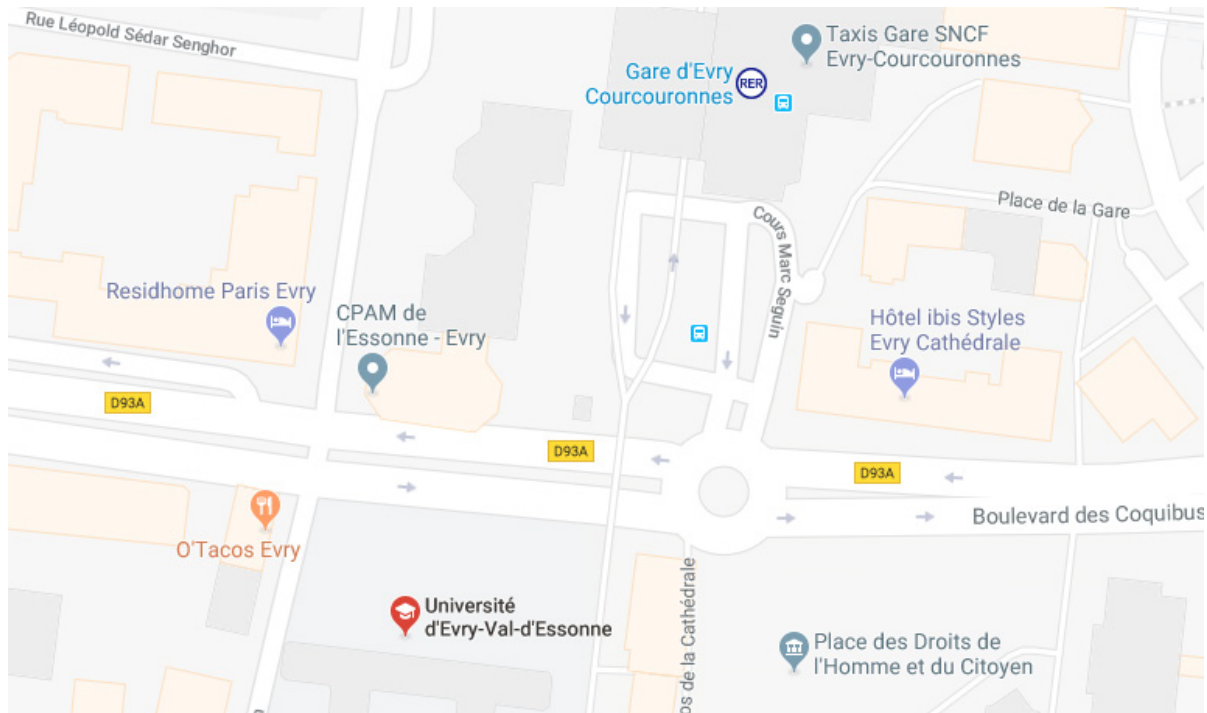 Rue Léopold Sédar Senghor
Taxis Gare SNCF
Evry-Courcouronnes
Gare d'Evry
Courcouronnes
RER
Place de la Gare
Cours Marc Seguin
Residhome Paris Evry
CPAM de
l'Essonne - Evry
Hôtel ibis Styles
Evry Cathédrale
D93A
D93A
D93A
Boulevard des Coquibus
O'Tacos Evry
Université
d'Evry-Val-d'Essonne
os de la Cathédrale
Place des Droits de
l'Homme et du Citoyen